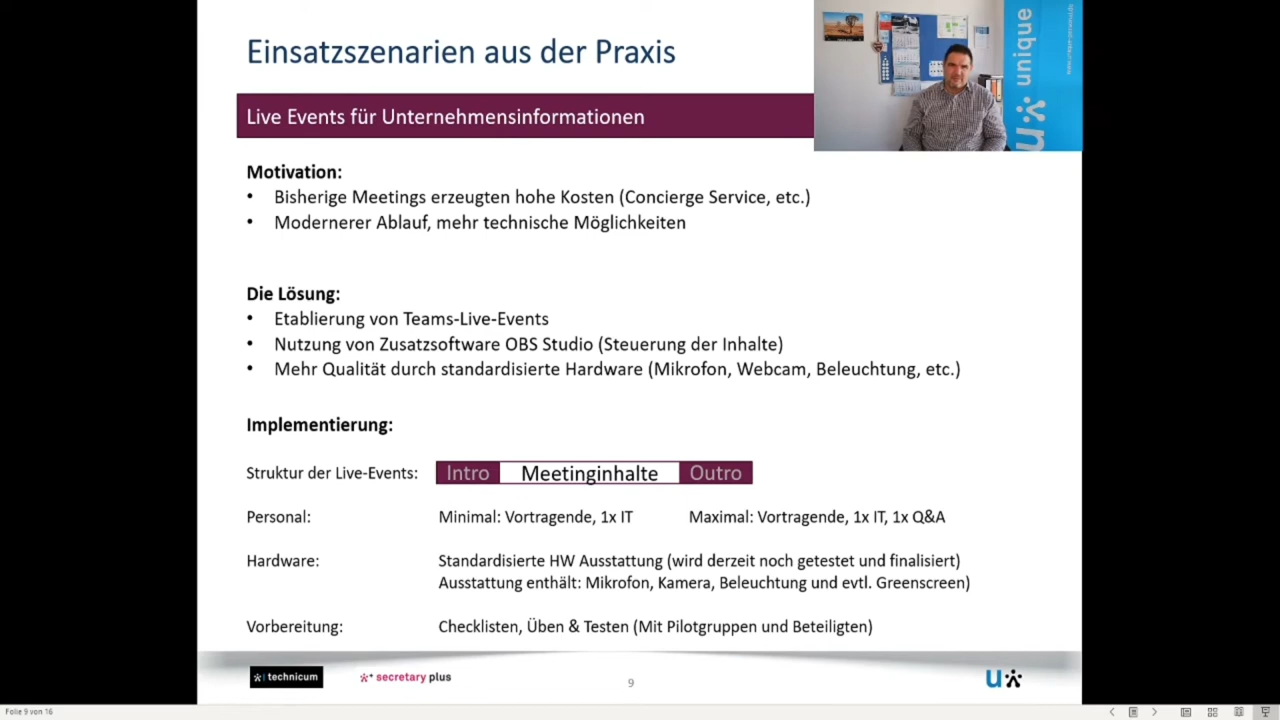 Einsatzszenarien aus der Praxis
unique
Live Events für Unternehmensinformationen
Motivation:
• Bisherige Meetings erzeugten hohe Kosten (Concierge Service, etc.)
• Modernerer Ablauf, mehr technische Möglichkeiten
Die Lösung:
• Etablierung von Teams-Live-Events
• Nutzung von Zusatzsoftware OBS Studio (Steuerung der Inhalte)
• Mehr Qualität durch standardisierte Hardware (Mikrofon, Webcam, Beleuchtung, etc.)
Implementierung:
Struktur der Live-Events: Intro Meetinginhalte Outro
Personal: Minimal: Vortragende, 1x IT Maximal: Vortragende, 1x IT, 1x Q&A
Hardware: Standardisierte HW Ausstattung (wird derzeit noch getestet und finalisiert)
Ausstattung enthält: Mikrofon, Kamera, Beleuchtung und evtl. Greenscreen)
Vorbereitung: Checklisten, Üben & Testen (Mit Pilotgruppen und Beteiligten)
technicum secretary plus 9 u
Folie 9 von 16